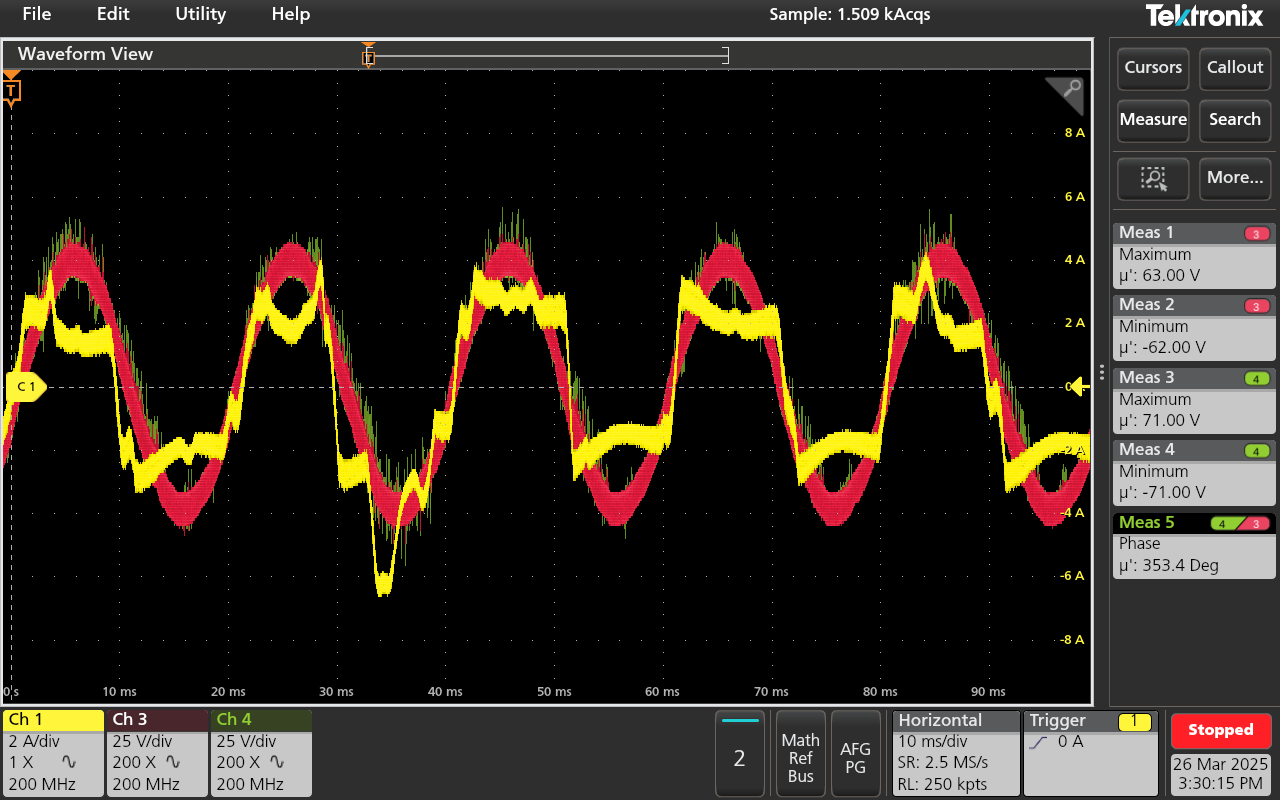 File Edit Utility Help Sample: 1.509 kAcqs Tektronix
Waveform View
T
T
8 A
6 A
4 A
2 A
C 1
0
-2 A
-4 A
-6 A
-8 A
0's 10 ms 20 ms 30 ms 40 ms 50 ms 60 ms 70 ms 80 ms 90 ms
Cursors Callout
Measure Search
More...
Meas 1 3
Maximum
µ': 63.00 V
Meas 2 3
Minimum
µ': -62.00 V
Meas 3 4
Maximum
µ': 71.00 V
Meas 4 4
Minimum
µ': -71.00 V
Meas 5 4 3
Phase
µ': 353.4 Deg
Ch 1
2 A/div
1 X
200 MHz
Ch 3
25 V/div
200 X
200 MHz
Ch 4
25 V/div
200 X
200 MHz
2
Math
Ref
Bus
AFG
PG
Horizontal
10 ms/div
SR: 2.5 MS/s
RL: 250 kpts
Trigger 1
0 A
Stopped
26 Mar 2025
3:30:15 PM